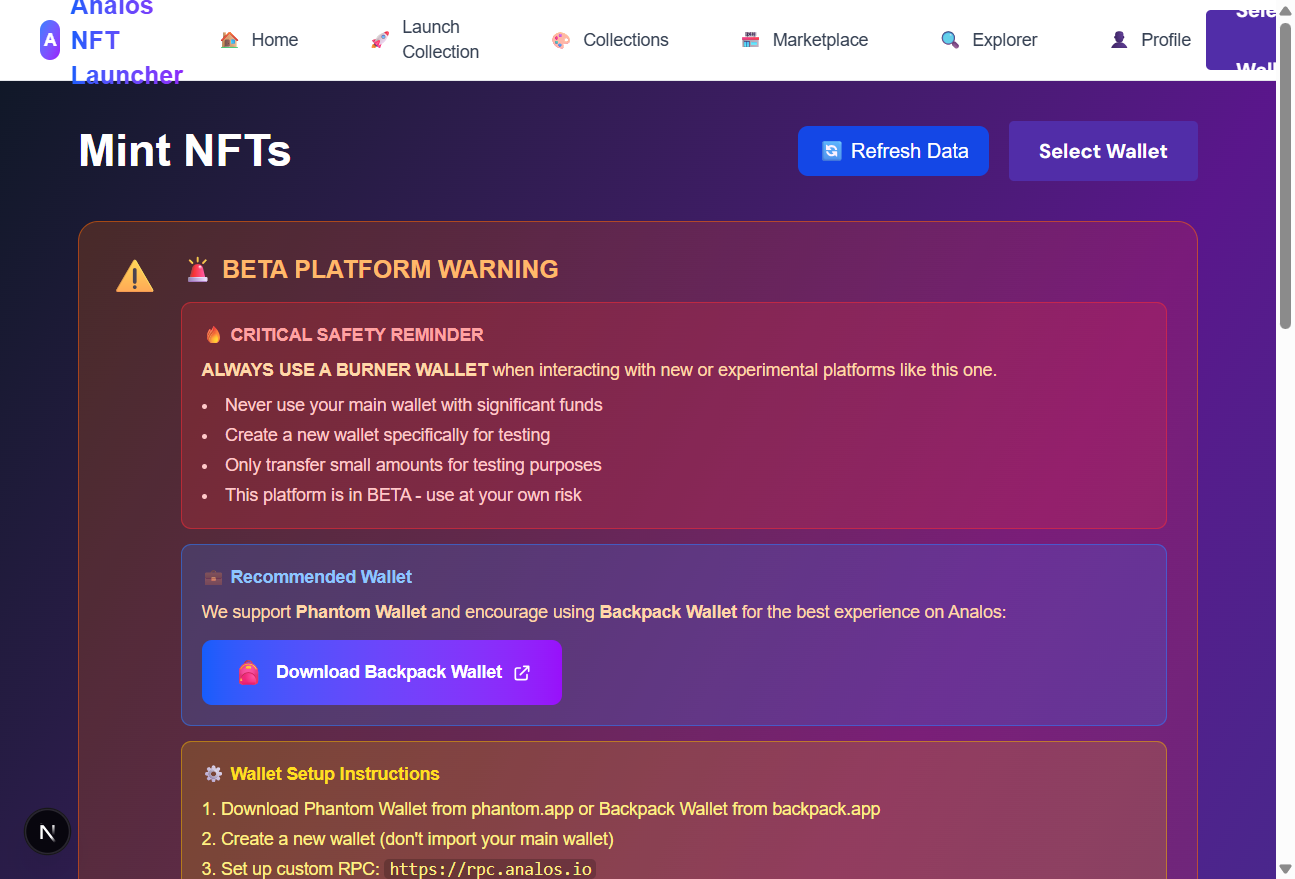 Analos
NFT
Launcher
A
Home
Launch
Collection
Collections
Marketplace
Explorer
Profile
Mint NFTs
Refresh Data
Select Wallet
BETA PLATFORM WARNING
CRITICAL SAFETY REMINDER
ALWAYS USE A BURNER WALLET when interacting with new or experimental platforms like this one.
• Never use your main wallet with significant funds
• Create a new wallet specifically for testing
• Only transfer small amounts for testing purposes
• This platform is in BETA - use at your own risk
Recommended Wallet
We support Phantom Wallet and encourage using Backpack Wallet for the best experience on Analos:
Download Backpack Wallet
Wallet Setup Instructions
1. Download Phantom Wallet from phantom.app or Backpack Wallet from backpack.app
2. Create a new wallet (don't import your main wallet)
3. Set up custom RPC: https://rpc.analos.io
N